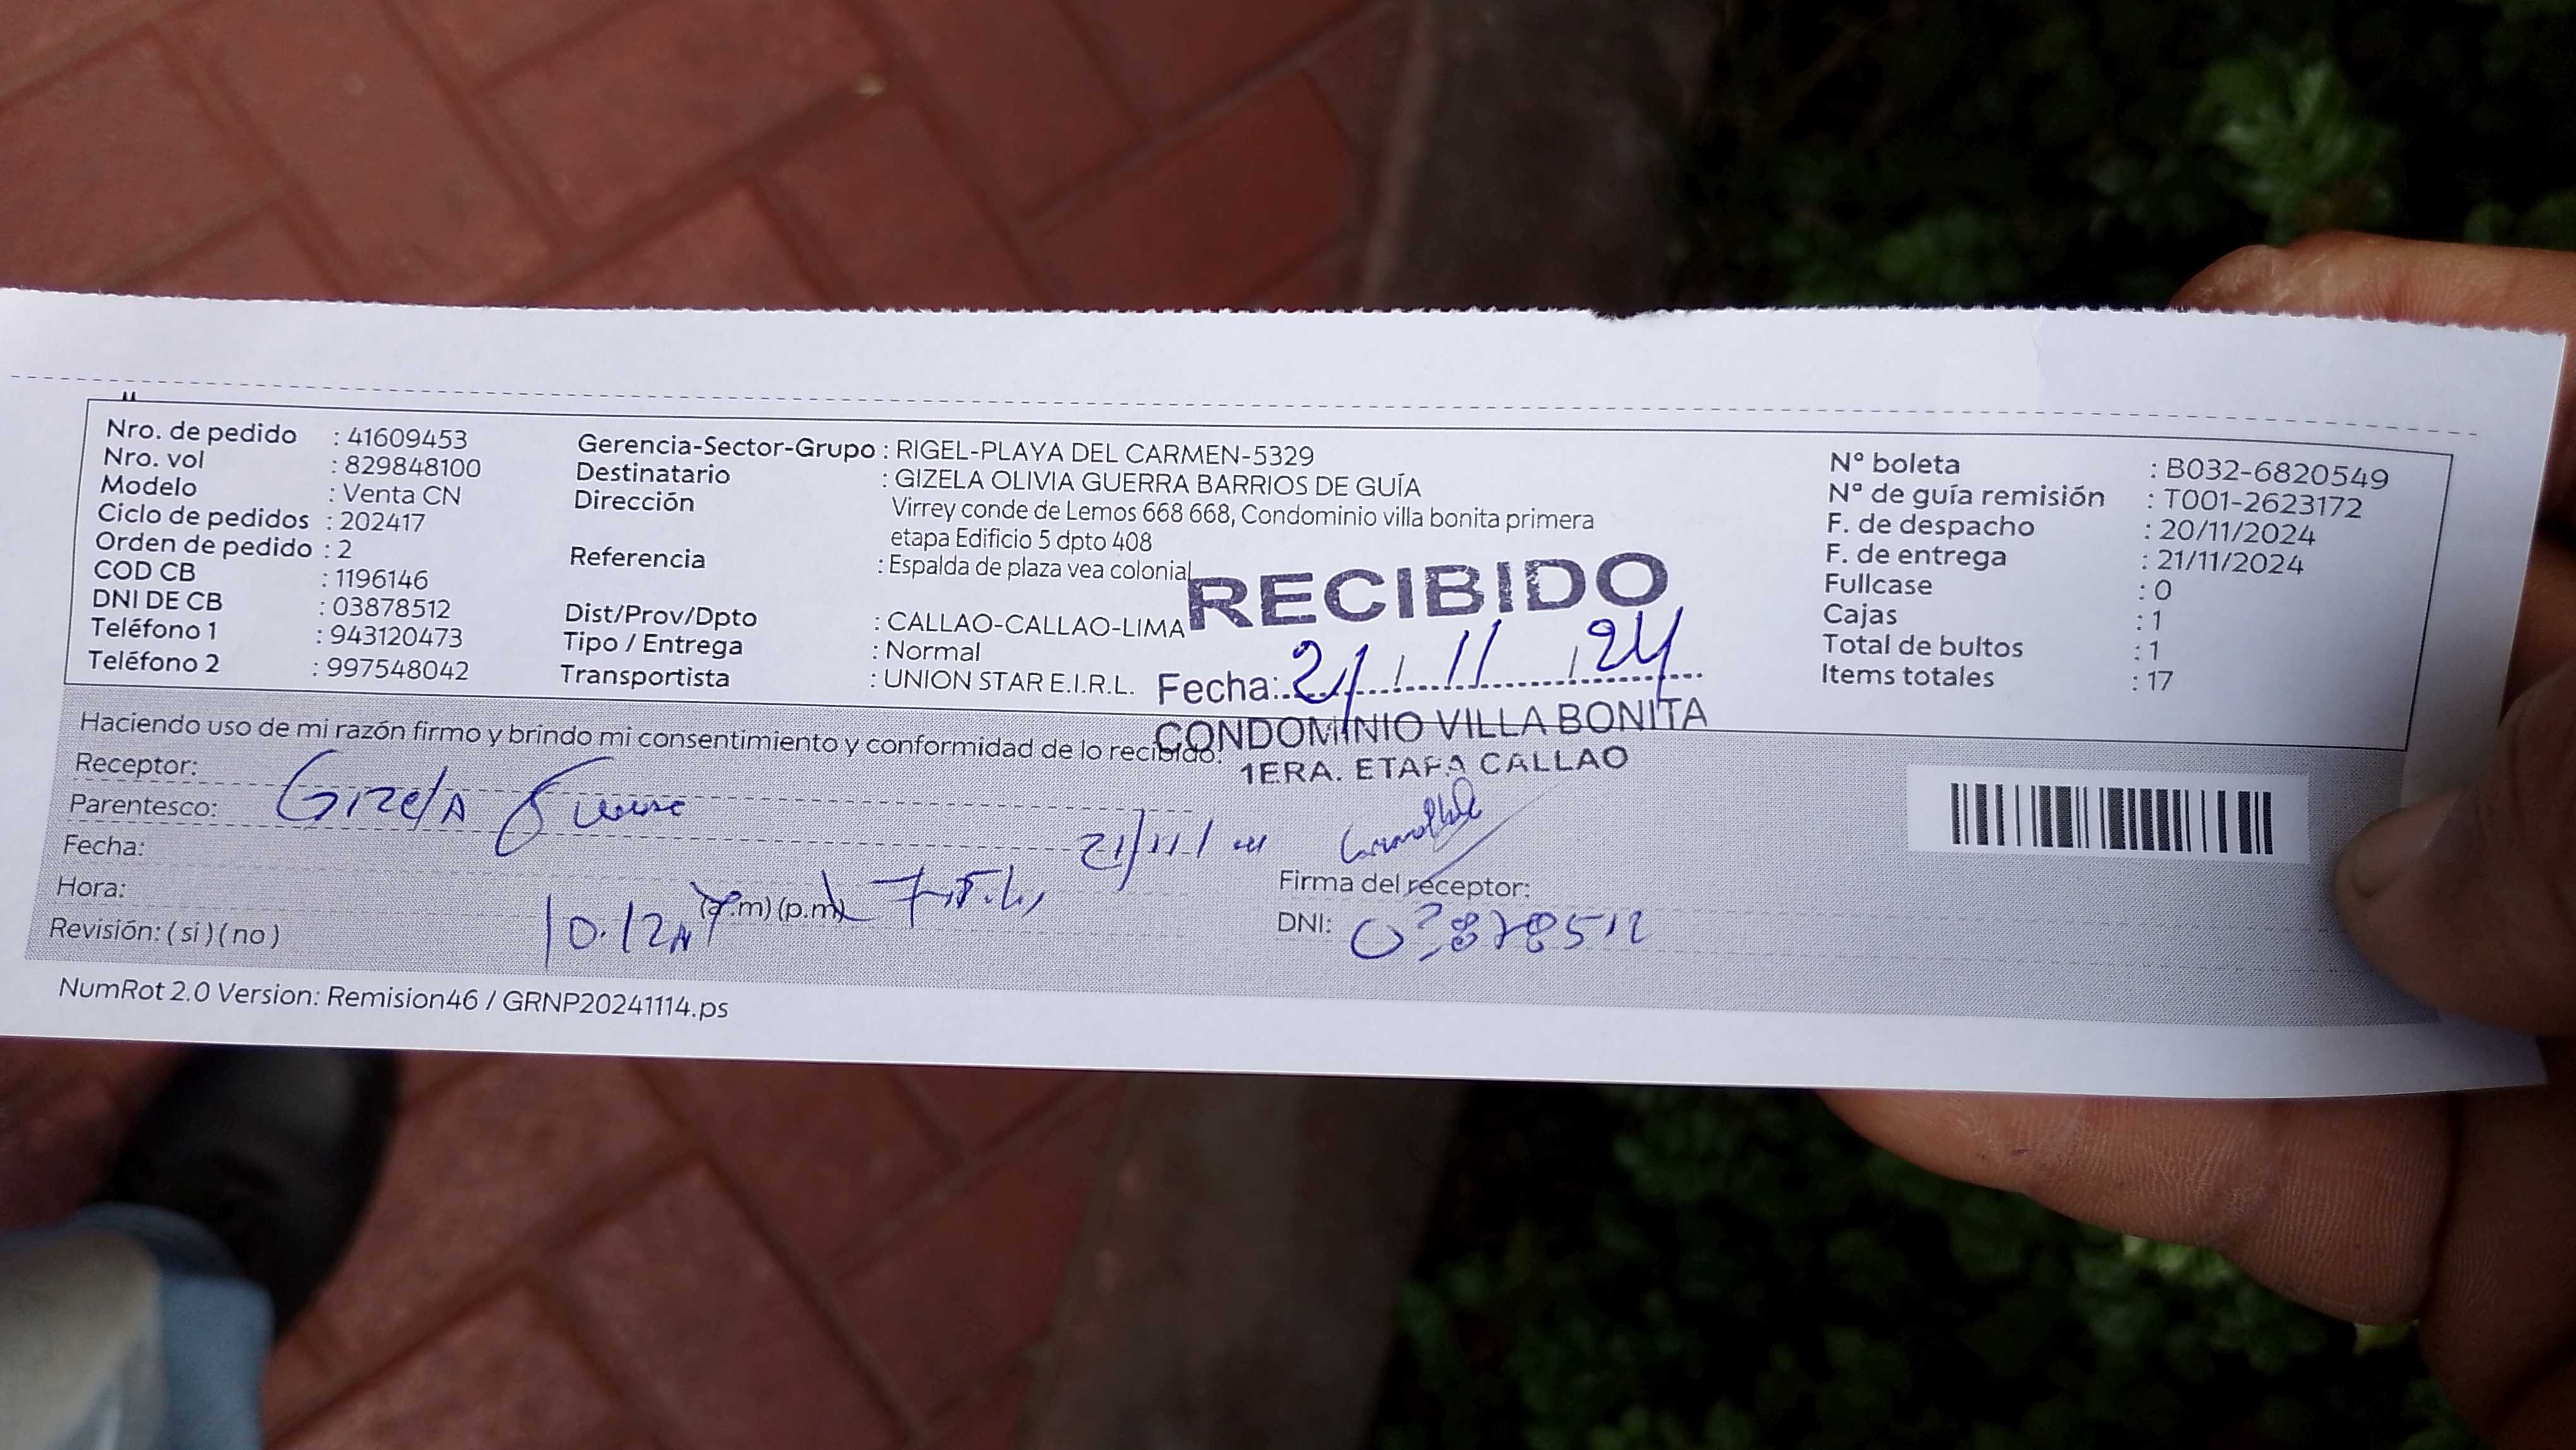 Nro. de pedido : 41609453
Nro. vol : 829848100
Modelo : Venta CN
Ciclo de pedidos : 202417
Orden de pedido : 2
COD CB : 1196146
DNI DE CB : 03878512
Teléfono 1 : 943120473
Teléfono 2 : 997548042
Gerencia-Sector-Grupo : RIGEL-PLAYA DEL CARMEN-5329
Destinatario : GIZELA OLIVIA GUERRA BARRIOS DE GUÍA
Dirección Virrey conde de Lemos 668 668, Condominio villa bonita primera
etapa Edificio 5 dpto 408
Referencia : Espalda de plaza vea colonial
Dist/Prov/Dpto : CALLAO-CALLAO-LIMA
Tipo / Entrega : Normal
Transportista : UNION STAR E.I.R.L.
N° boleta : B032-6820549
N° de guía remisión : T001-2623172
F. de despacho : 20/11/2024
F. de entrega : 21/11/2024
Fullcase : 0
Cajas : 1
Total de bultos : 1
Items totales : 17
RECIBIDO
Fecha: 21/11/24
CONDOMINIO VILLA BONITA
1ERA. ETAPA CALLAO
Haciendo uso de mi razón firmo y brindo mi consentimiento y conformidad de lo recibido.
Receptor:
Parentesco: Gizela
Fecha: 21/11/
Hora: 10.12 (a.m) (p.m)
Revisión: ( si ) ( no )
Firma del receptor:
DNI: 03878512
NumRot 2.0 Version: Remision46 / GRNP20241114.ps